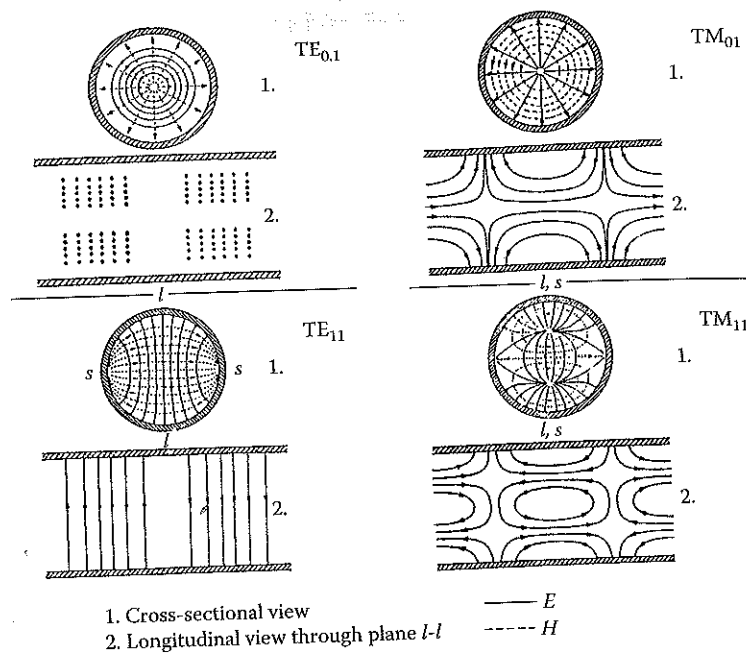 TE0.1
1.
2.
l
TM01
1.
2.
l, s
TE11
s
s
1.
l
2.
TM11
1.
l, s
2.
1. Cross-sectional view
2. Longitudinal view through plane l-l
E
H